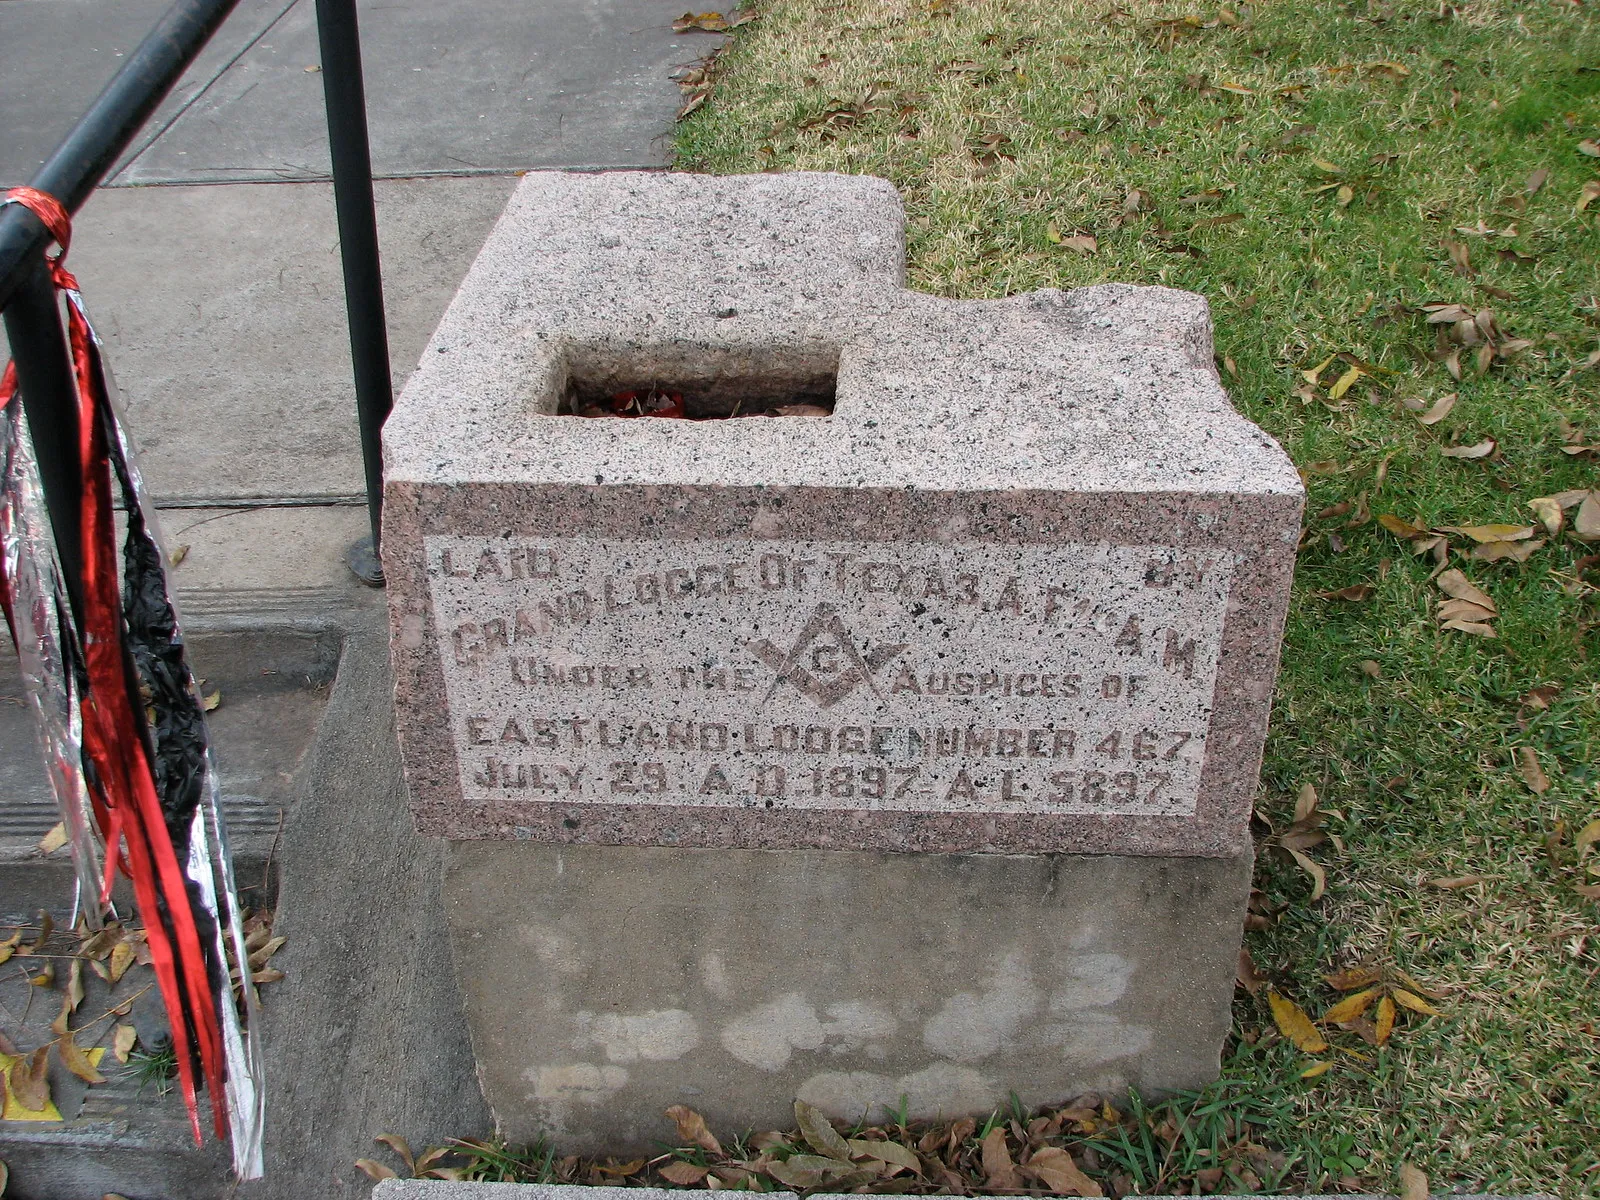 LAID BY
GRAND LODGE OF TEXAS, A. F. & A. M.
UNDER THE G AUSPICES OF
EASTLAND LODGE NUMBER 467.
JULY 29. A. D. 1897. A. L. 5897.